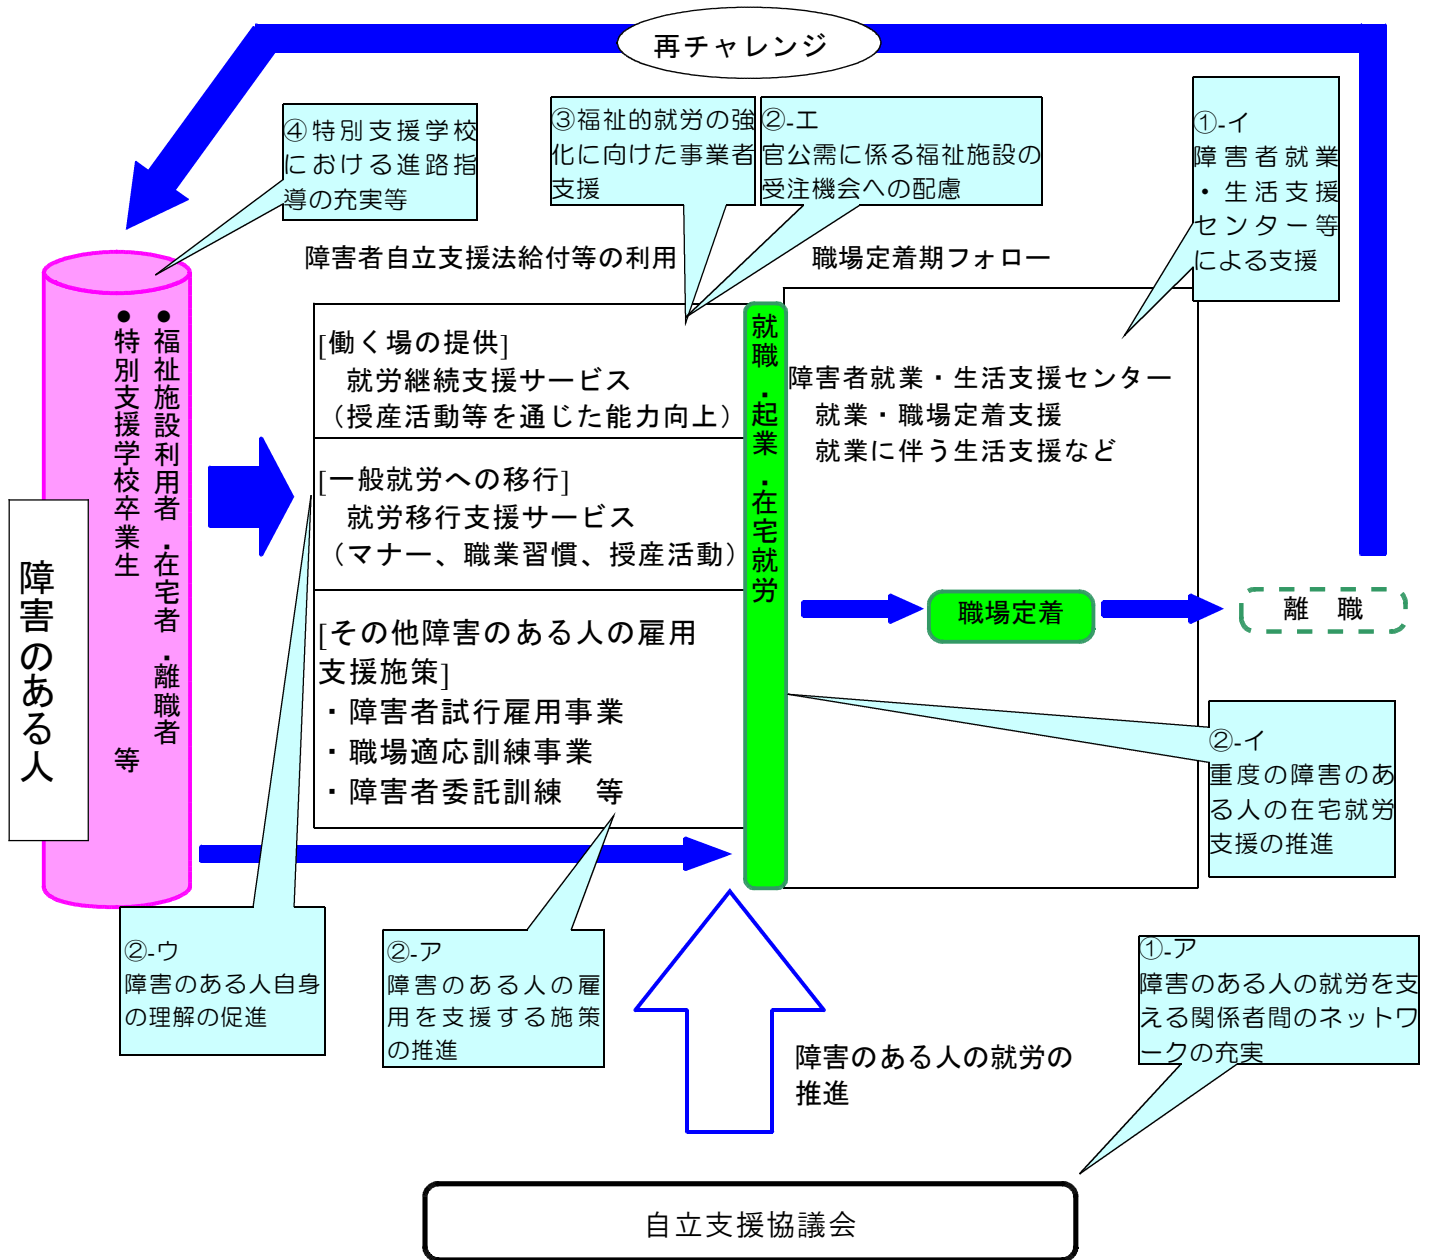 再チャレンジ
④特別支援学校
における進路指
導の充実等
③福祉的就労の強
化に向けた事業者
支援
②-エ
官公需に係る福祉施設の
受注機会への配慮
①-イ
障害者就業
・生活支援
センター等
による支援
障害者自立支援法給付等の利用
職場定着期フォロー
障害のある人
●福祉施設利用者・在宅者・離職者
●特別支援学校卒業生　等
[働く場の提供]
就労継続支援サービス
（授産活動等を通じた能力向上）
[一般就労への移行]
就労移行支援サービス
（マナー、職業習慣、授産活動）
[その他障害のある人の雇用
支援施策]
・障害者試行雇用事業
・職場適応訓練事業
・障害者委託訓練　等
就職・起業・在宅就労
障害者就業・生活支援センター
就業・職場定着支援
就業に伴う生活支援など
職場定着
離　職
②-イ
重度の障害のあ
る人の在宅就労
支援の推進
②-ウ
障害のある人自身
の理解の促進
②-ア
障害のある人の雇
用を支援する施策
の推進
①-ア
障害のある人の就労を支
える関係者間のネットワ
ークの充実
障害のある人の就労の
推進
自立支援協議会